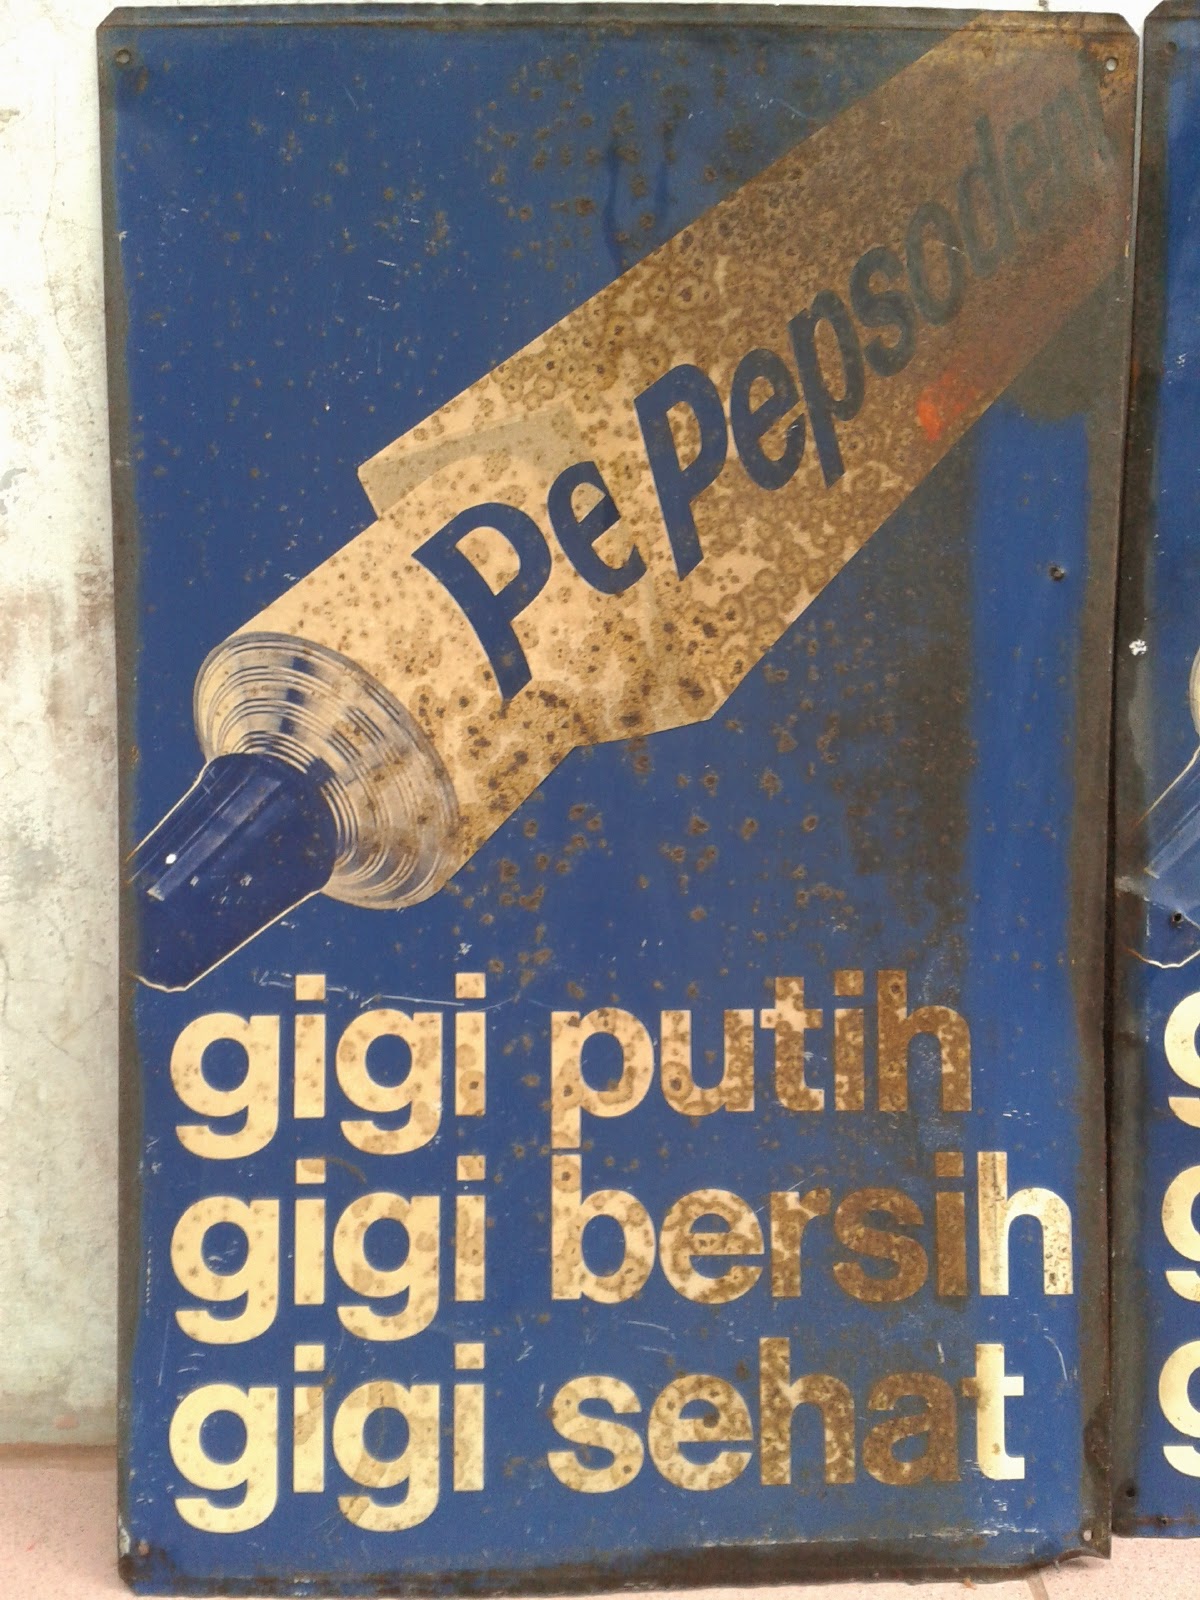 Pe Pepsodent
gigi putih
gigi bersih
gigi sehat